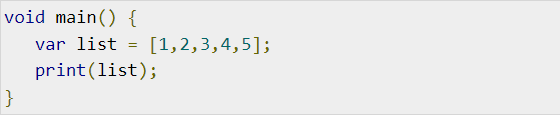 void main() {
   var list = [1,2,3,4,5];
   print(list);
}